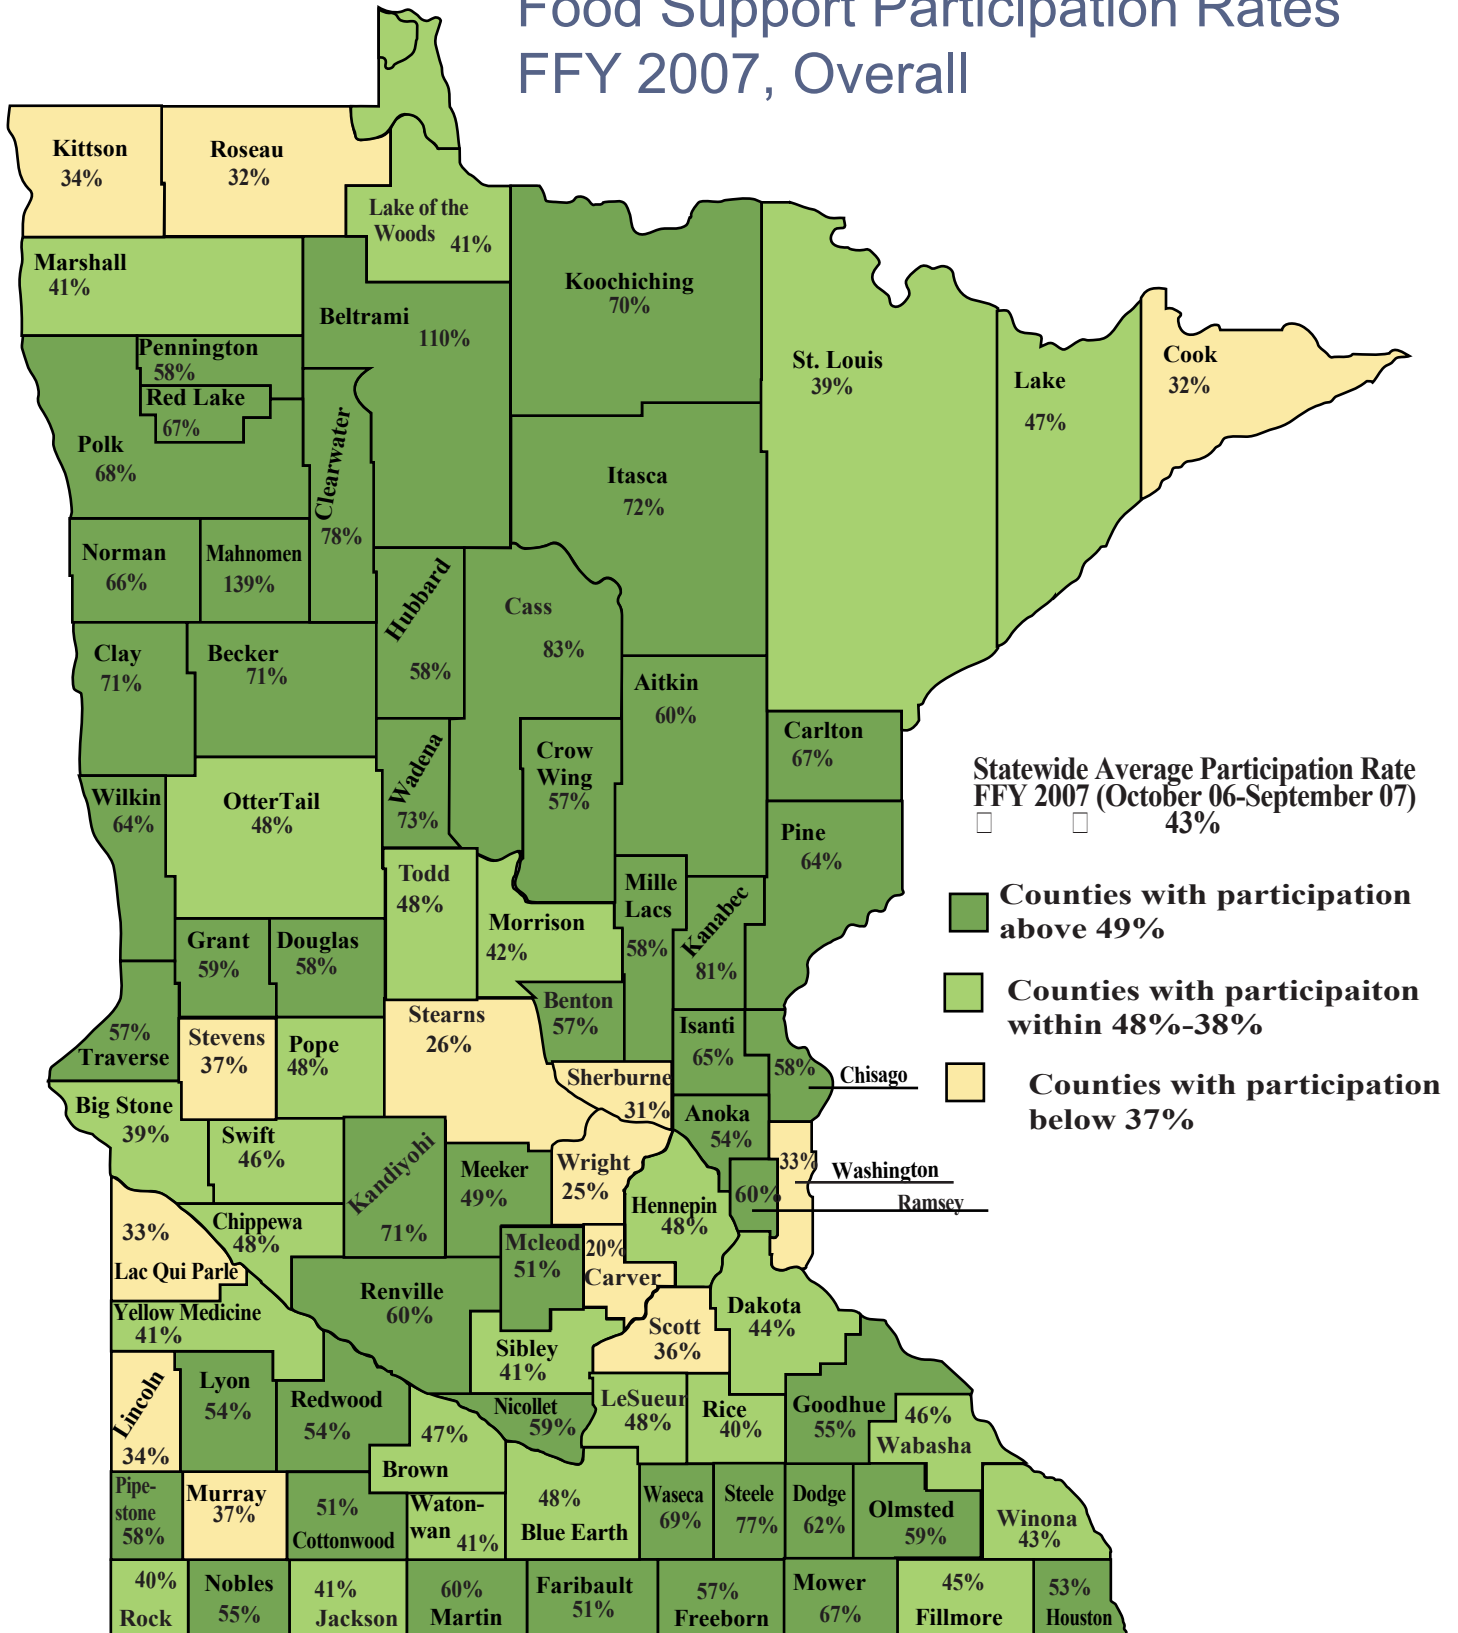 Food Support Participation Rates
FFY 2007, Overall
Kittson
34%
Roseau
32%
Lake of the
Woods 41%
Marshall
41%
Beltrami
110%
Koochiching
70%
St. Louis
39%
Lake
47%
Cook
32%
Pennington
58%
Red Lake
67%
Polk
68%
Clearwater
78%
Itasca
72%
Norman
66%
Mahnomen
139%
Hubbard
58%
Cass
83%
Clay
71%
Becker
71%
Aitkin
60%
Wadena
73%
Crow
Wing
57%
Carlton
67%
Wilkin
64%
OtterTail
48%
Pine
64%
Statewide Average Participation Rate
FFY 2007 (October 06-September 07)
43%
Counties with participation
above 49%
Counties with participaiton
within 48%-38%
Counties with participation
below 37%
Todd
48%
Morrison
42%
Mille
Lacs
58%
Kanabec
81%
Grant
59%
Douglas
58%
Benton
57%
Isanti
65%
58%
Chisago
57%
Traverse
Stevens
37%
Pope
48%
Stearns
26%
Sherburne
31%
Anoka
54%
Big Stone
39%
Swift
46%
Kandiyohi
71%
Meeker
49%
Wright
25%
Hennepin
48%
60%
33%
Washington
Ramsey
33%
Lac Qui Parle
Chippewa
48%
Mcleod
51%
20%
Carver
Renville
60%
Yellow Medicine
41%
Sibley
41%
Scott
36%
Dakota
44%
Lincoln
34%
Lyon
54%
Redwood
54%
47%
Brown
Nicollet
59%
LeSueur
48%
Rice
40%
Goodhue
55%
46%
Wabasha
Pipe-
stone
58%
Murray
37%
51%
Cottonwood
Waton-
wan 41%
48%
Blue Earth
Waseca
69%
Steele
77%
Dodge
62%
Olmsted
59%
Winona
43%
40%
Rock
Nobles
55%
41%
Jackson
60%
Martin
Faribault
51%
57%
Freeborn
Mower
67%
45%
Fillmore
53%
Houston